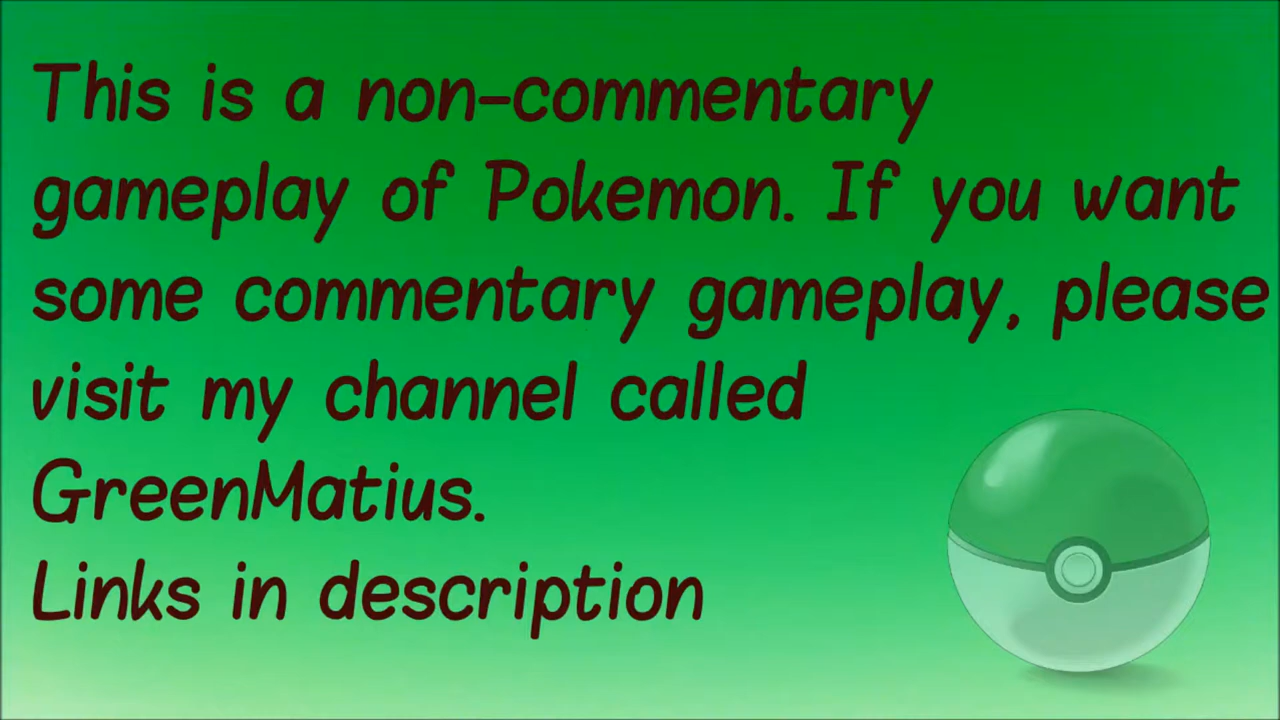 This is a non-commentary
gameplay of Pokemon. If you want
some commentary gameplay, please
visit my channel called
GreenMatius.
Links in description